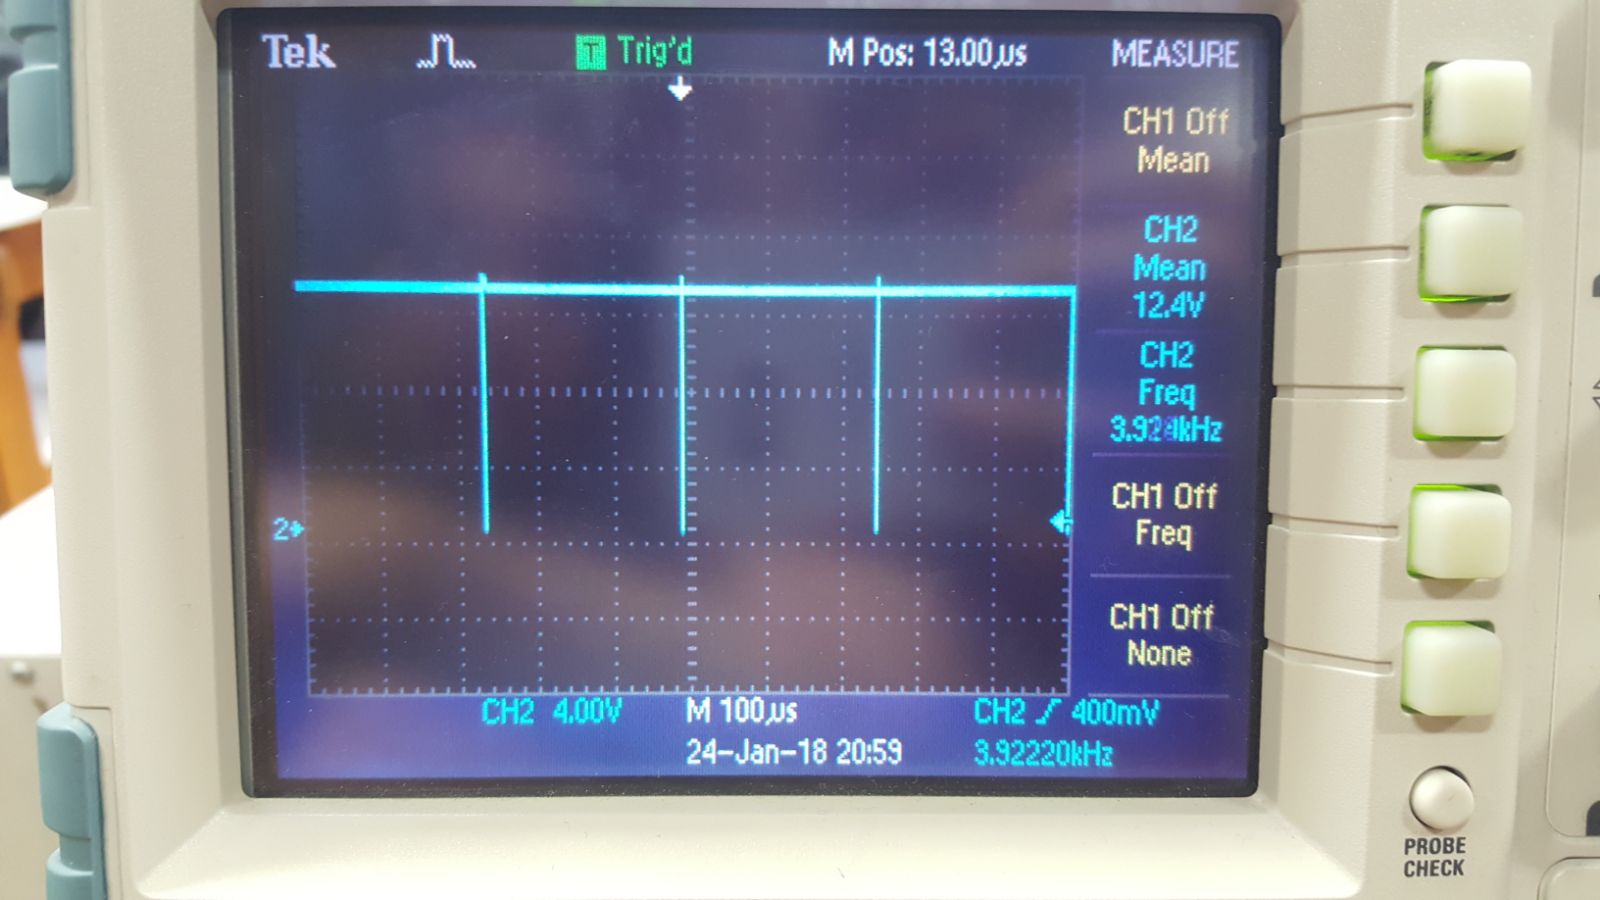 Tek T Trig'd M Pos: 13.00µs MEASURE
CH1 Off
Mean
CH2
Mean
12.4V
CH2
Freq
CH1 Off
Freq
CH1 Off
None
2
CH2 4.00V M 100µs CH2 400mV
24-Jan-18 20:59 3.92220kHz
PROBE
CHECK